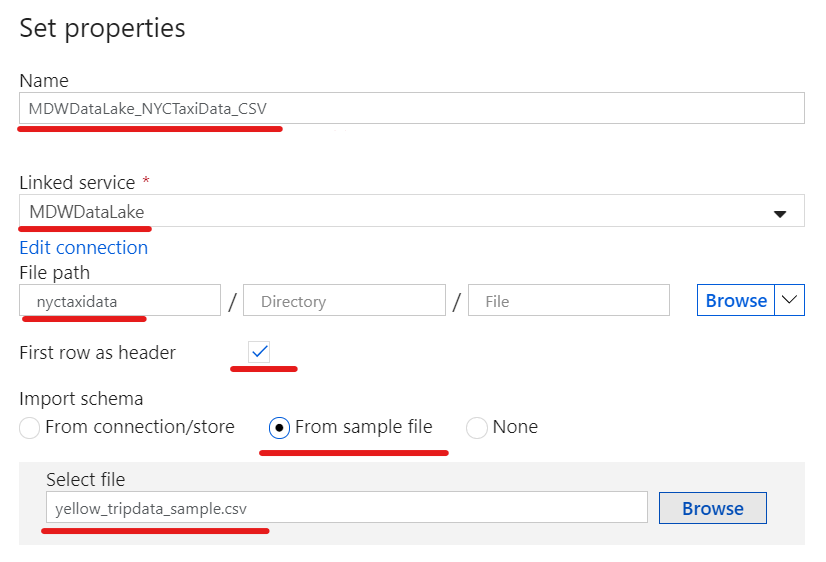 Set properties
Name
MDWDataLake_NYCTaxiData_CSV
Linked service *
MDWDataLake
Edit connection
File path
nyctaxidata / Directory / File Browse
First row as header
Import schema
From connection/store From sample file None
Select file
yellow_tripdata_sample.csv Browse